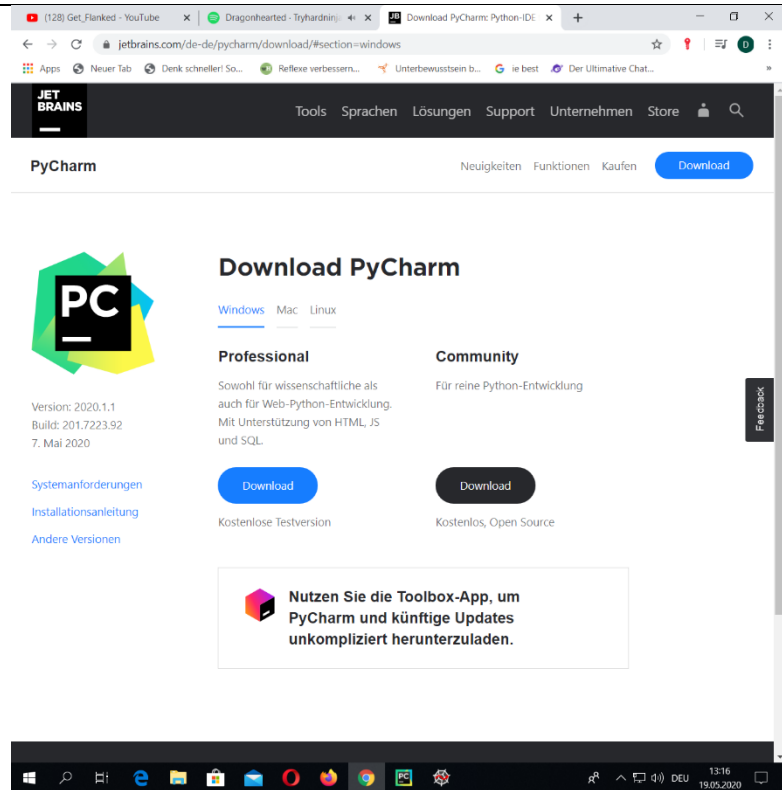 (128) Get_Flanked - YouTube
Dragonhearted - Tryhardninj
JB
Download PyCharm: Python-IDE
jetbrains.com/de-de/pycharm/download/#section=windows
D
Apps
Neuer Tab
Denk schneller! So...
Reflexe verbessern...
Unterbewusstsein b...
G
ie best
Der Ultimative Chat...
»
JET
BRAINS
Tools
Sprachen
Lösungen
Support
Unternehmen
Store
PyCharm
Neuigkeiten
Funktionen
Kaufen
Download
PC
Version: 2020.1.1
Build: 201.7223.92
7. Mai 2020
Systemanforderungen
Installationsanleitung
Andere Versionen
Download PyCharm
Windows
Mac
Linux
Professional
Sowohl für wissenschaftliche als
auch für Web-Python-Entwicklung.
Mit Unterstützung von HTML, JS
und SQL.
Download
Kostenlose Testversion
Community
Für reine Python-Entwicklung
Download
Kostenlos, Open Source
Feedback
Nutzen Sie die Toolbox-App, um
PyCharm und künftige Updates
unkompliziert herunterzuladen.
PC
DEU
13:16
19.05.2020